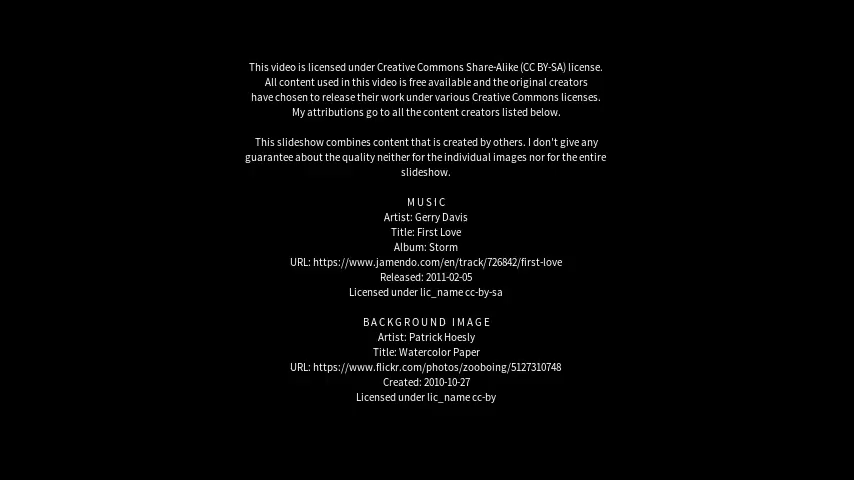 This video is licensed under Creative Commons Share-Alike (CC BY-SA) license.
All content used in this video is free available and the original creators
have chosen to release their work under various Creative Commons licenses.
My attributions go to all the content creators listed below.
This slideshow combines content that is created by others. I don't give any
guarantee about the quality neither for the individual images nor for the entire
slideshow.
MUSIC
Artist: Gerry Davis
Title: First Love
Album: Storm
URL: https://www.jamendo.com/en/track/726842/first-love
Released: 2011-02-05
Licensed under lic_name cc-by-sa
BACKGROUND IMAGE
Artist: Patrick Hoesly
Title: Watercolor Paper
URL: https://www.flickr.com/photos/zooboing/5127310748
Created: 2010-10-27
Licensed under lic_name cc-by